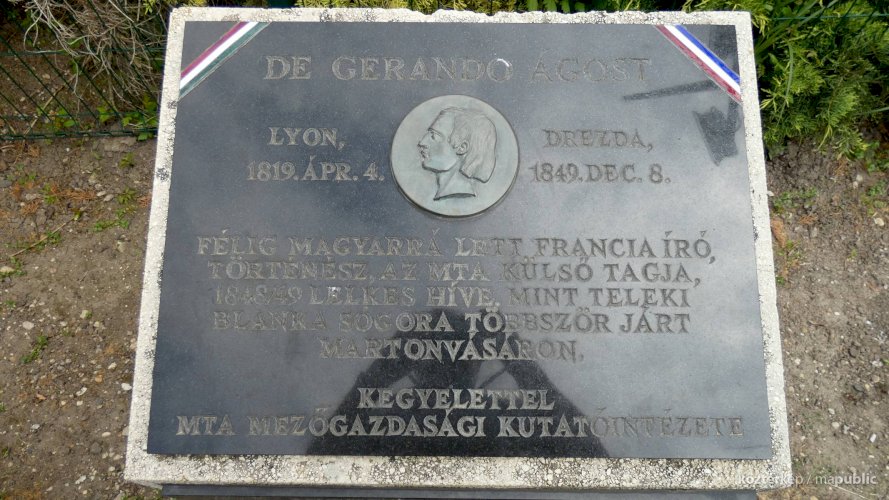 DE GERANDO ÁGOST
LYON,
1819. ÁPR. 4.
DREZDA,
1849. DEC. 8.
FÉLIG MAGYARRÁ LETT FRANCIA ÍRÓ,
TÖRTÉNÉSZ, AZ MTA KÜLSŐ TAGJA,
1848/49 LELKES HÍVE, MINT TELEKI
BLANKA SÓGORA TÖBBSZÖR JÁRT
MARTONVÁSÁRON.
KEGYELETTEL
MTA MEZŐGAZDASÁGI KUTATÓINTÉZETE
köztérkép / mapublic